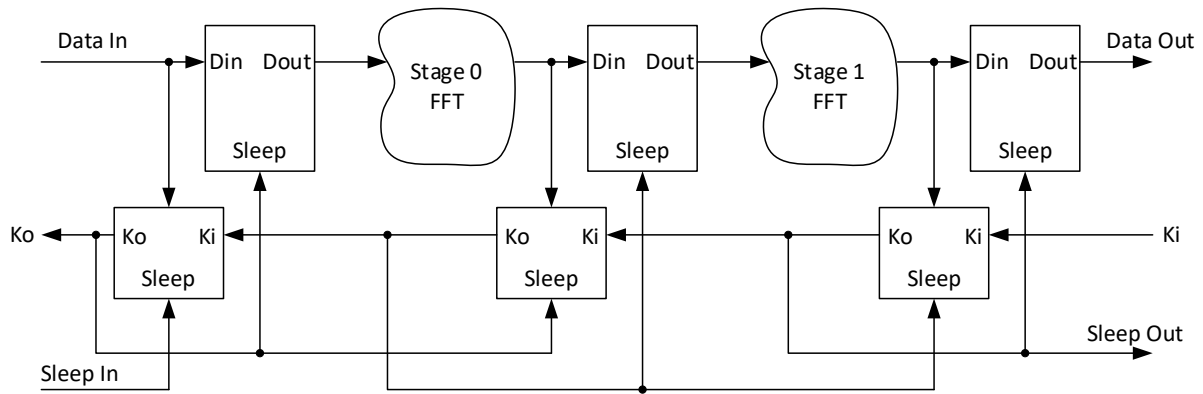 Data In
Din Dout
Sleep
Stage 0
FFT
Din Dout
Sleep
Stage 1
FFT
Din Dout
Sleep
Data Out
Ko
Ko Ki
Sleep
Ko Ki
Sleep
Ko Ki
Sleep
Ki
Sleep In
Sleep Out